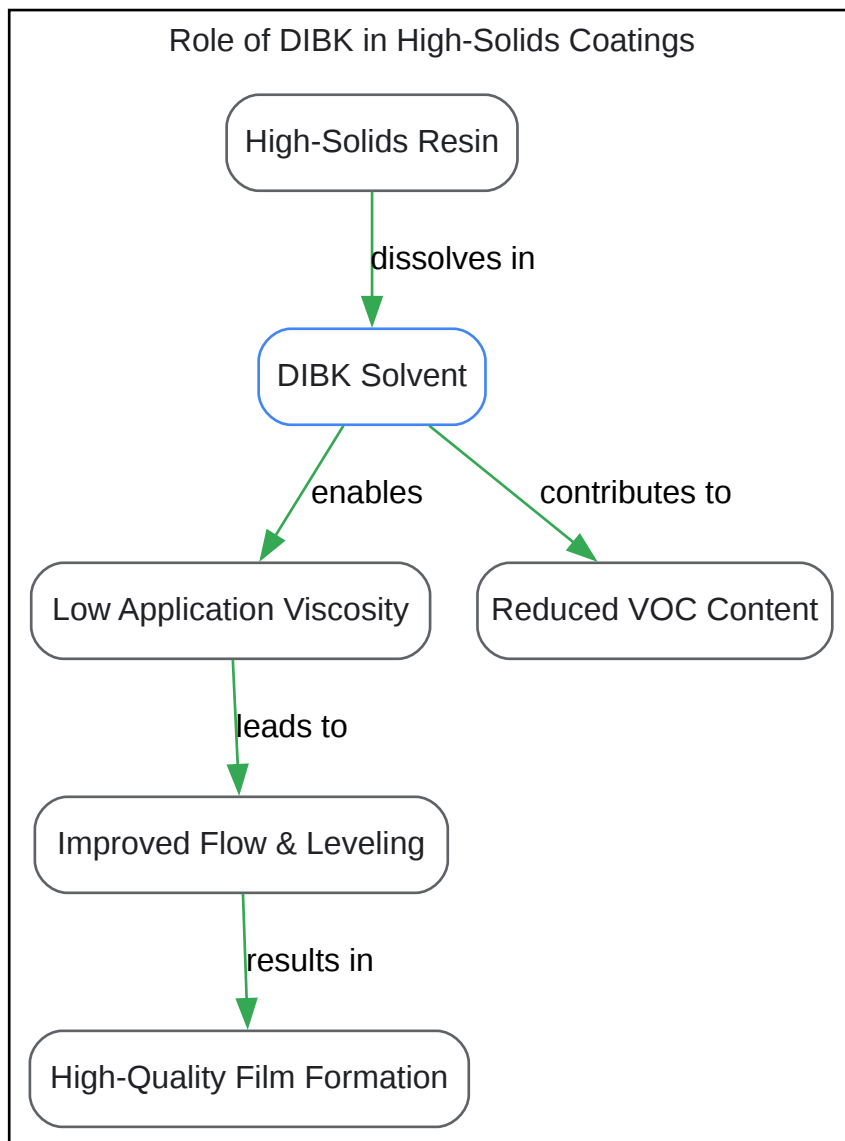 Role of DIBK in High-Solids Coatings
High-Solids Resin
dissolves in
DIBK Solvent
enables
contributes to
Low Application Viscosity
Reduced VOC Content
leads to
Improved Flow & Leveling
results in
High-Quality Film Formation